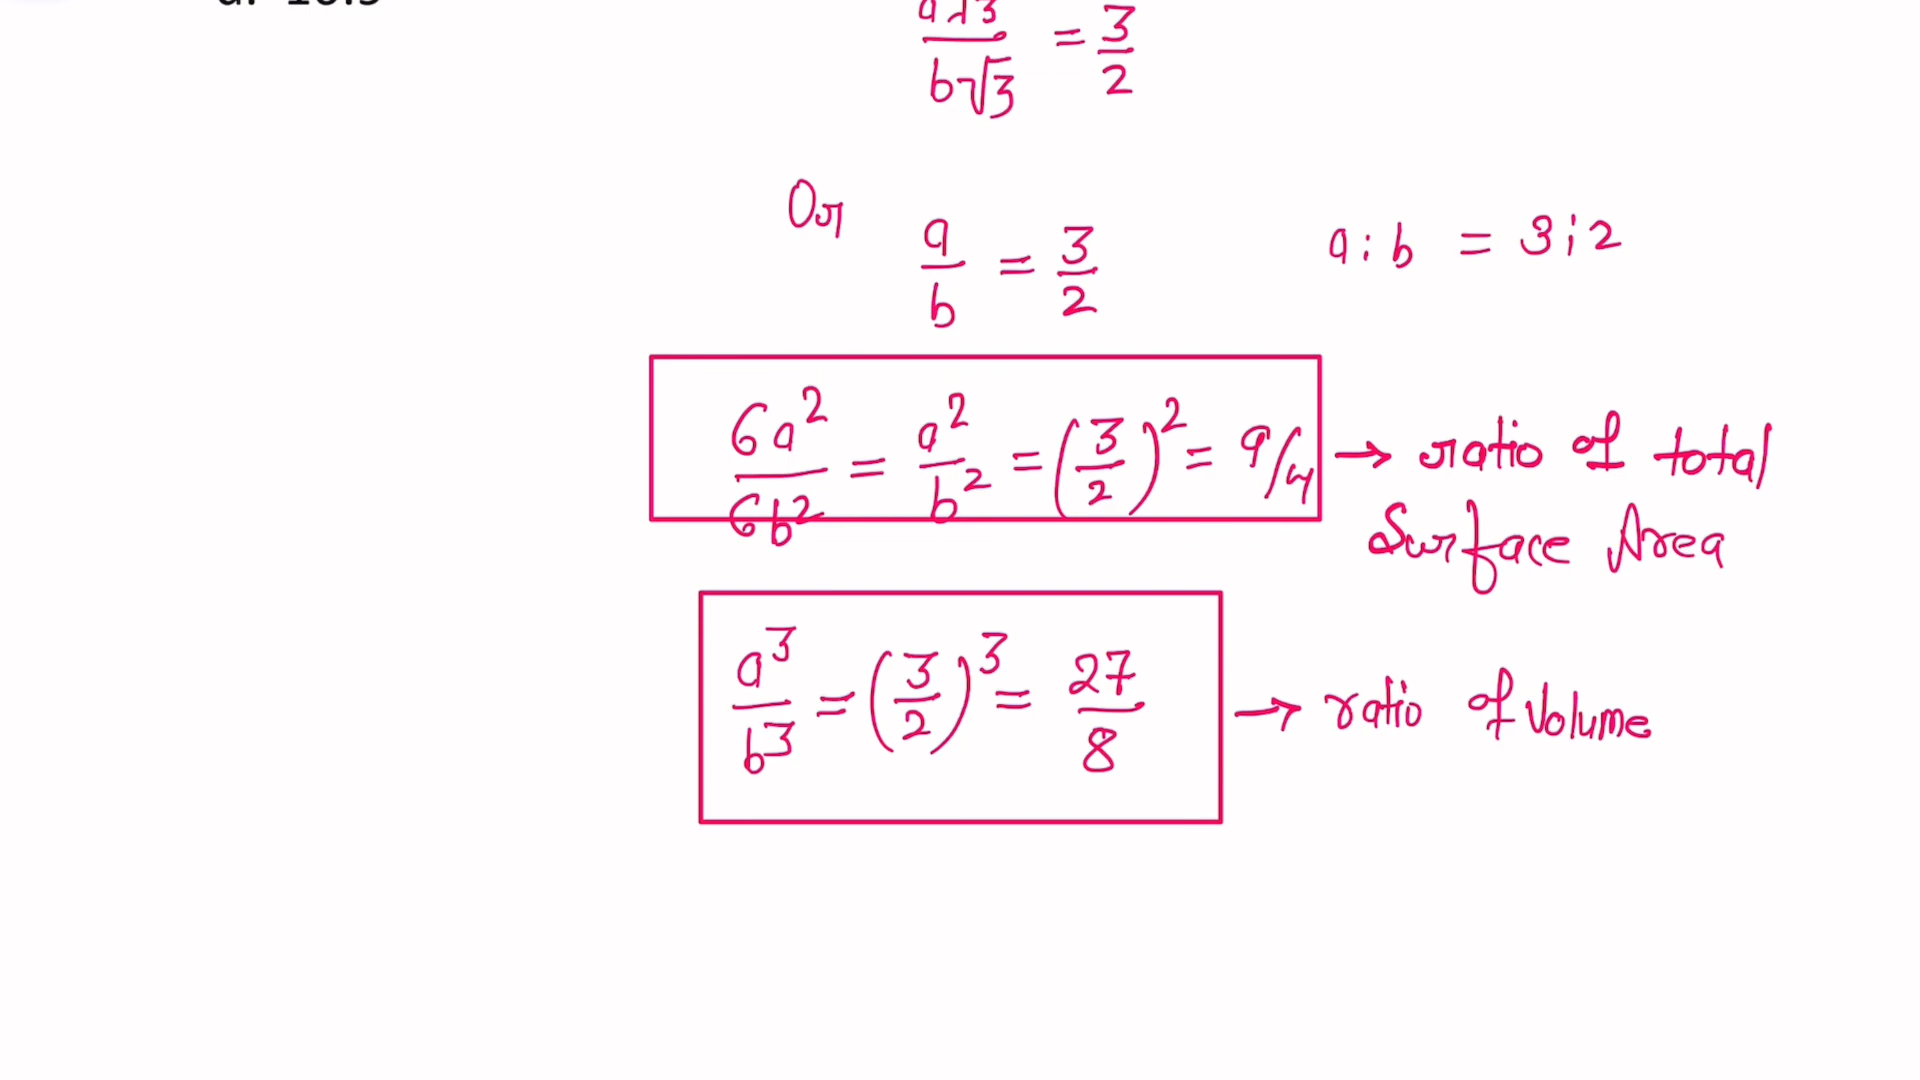 a√3/b√3 = 3/2
Or a/b = 3/2 a:b = 3:2
6a²/6b² = a²/b² = (3/2)² = 9/4 → ratio of total
Surface Area
a³/b³ = (3/2)³ = 27/8 → ratio of Volume